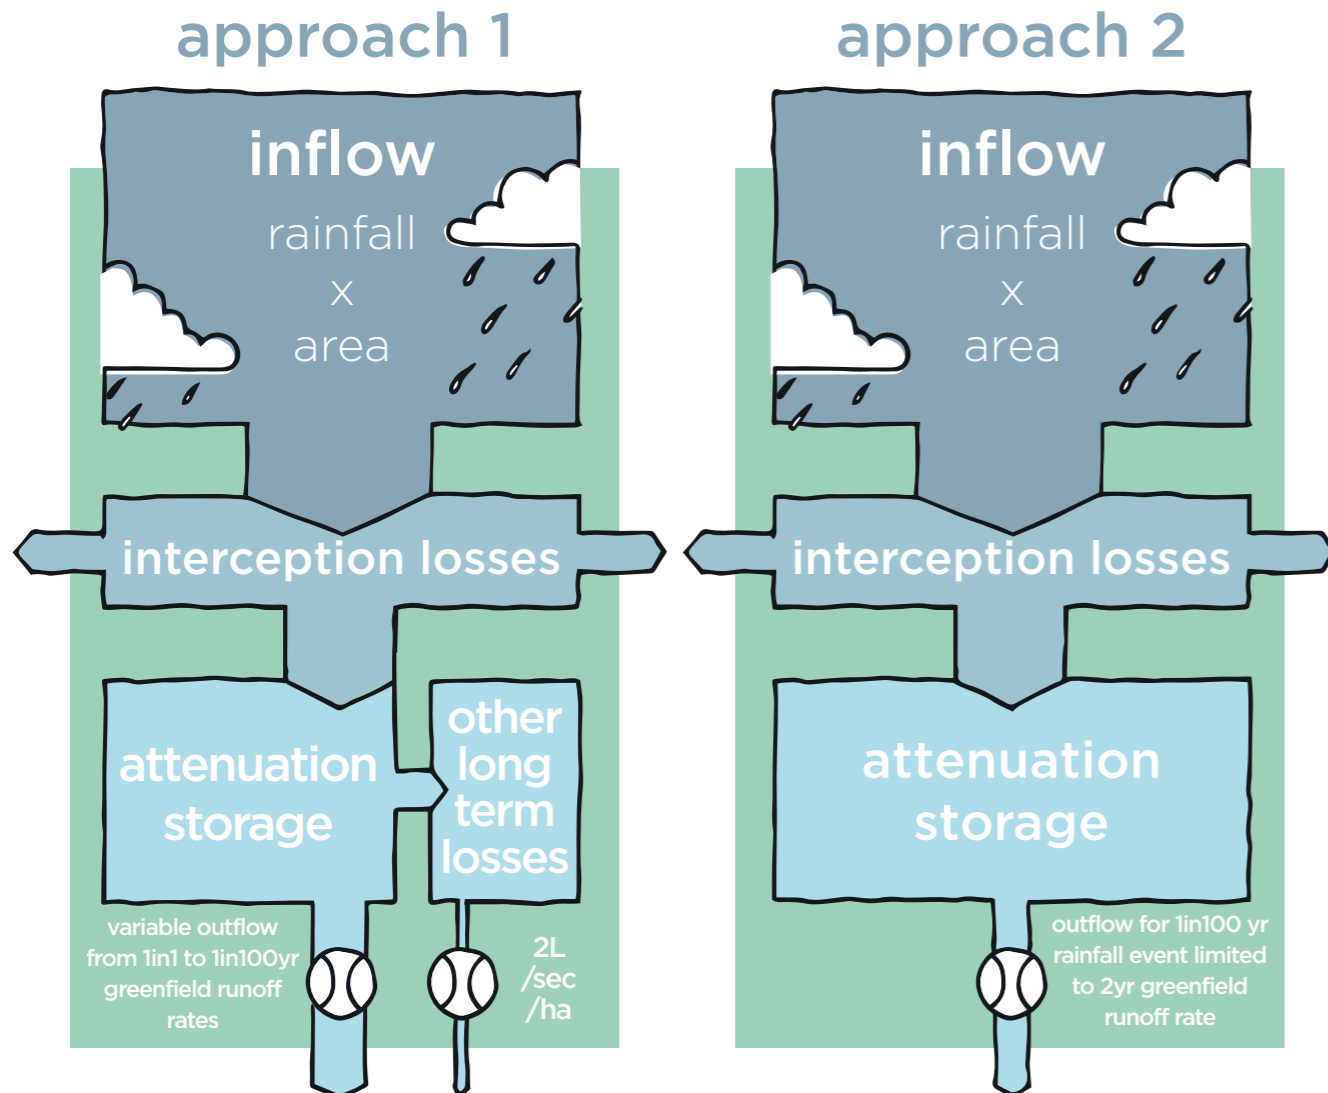 approach 1
inflow
rainfall
x
area
interception losses
attenuation
storage
other
long
term
losses
variable outflow
from 1in1 to 1in100yr
greenfield runoff
rates
2L
/sec
/ha
approach 2
inflow
rainfall
x
area
interception losses
attenuation
storage
outflow for 1in100 yr
rainfall event limited
to 2yr greenfield
runoff rate